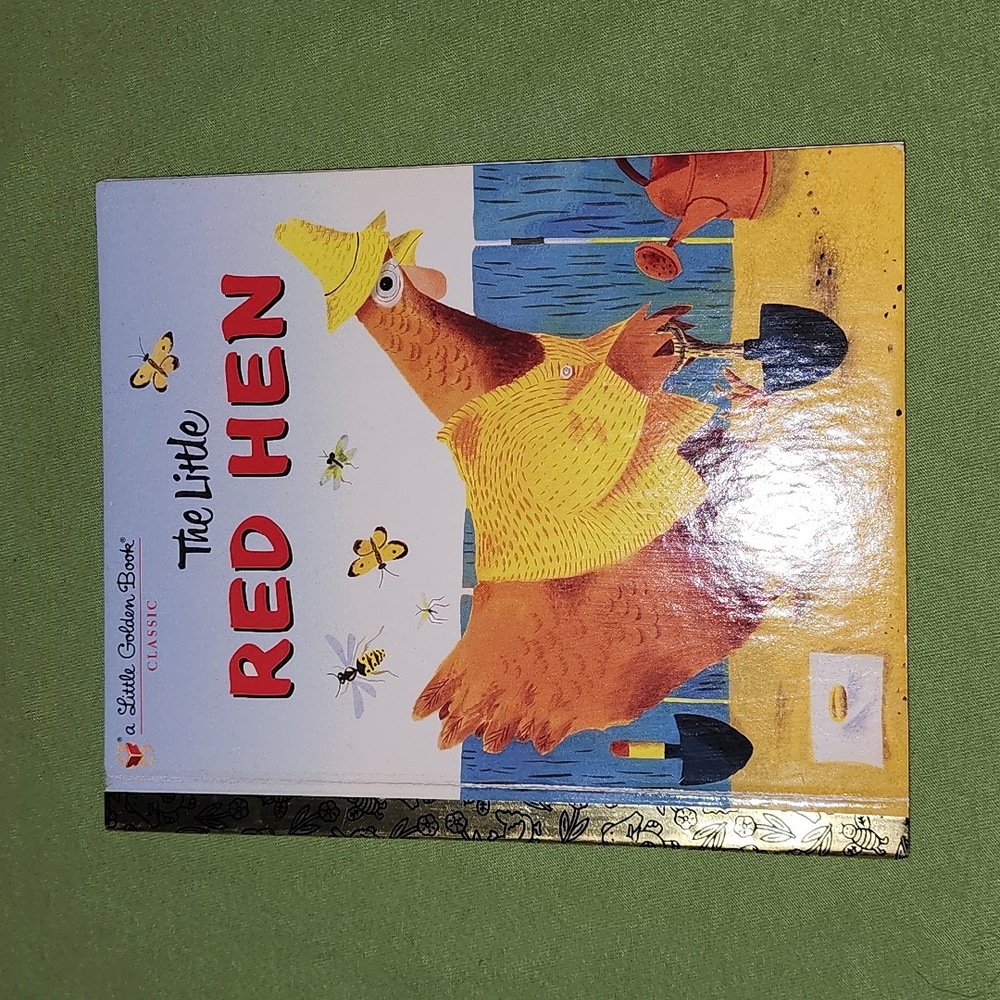 a Little Golden Book®
CLASSIC
The Little
RED HEN